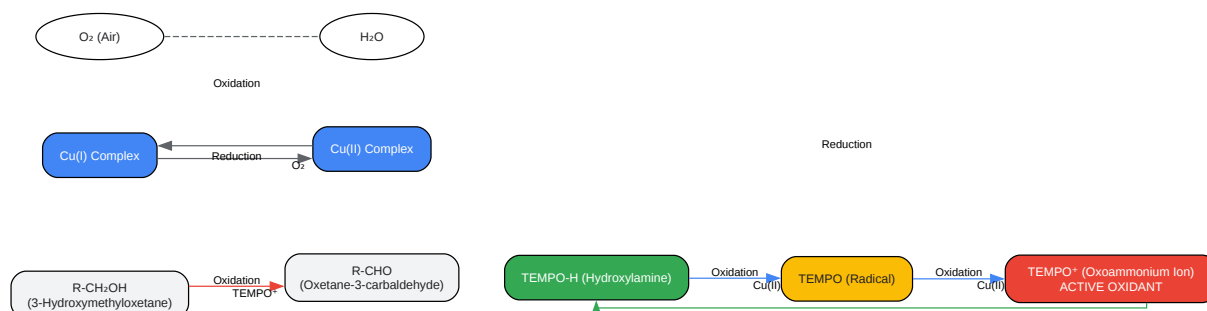 O₂ (Air)
H₂O
Oxidation
Cu(I) Complex
Reduction
Cu(II) Complex
O₂
Reduction
R-CH₂OH
(3-Hydroxymethyloxetane)
Oxidation
TEMPO⁺
R-CHO
(Oxetane-3-carbaldehyde)
TEMPO-H (Hydroxylamine)
Oxidation
Cu(II)
TEMPO (Radical)
Oxidation
Cu(II)
TEMPO⁺ (Oxoammonium Ion)
ACTIVE OXIDANT